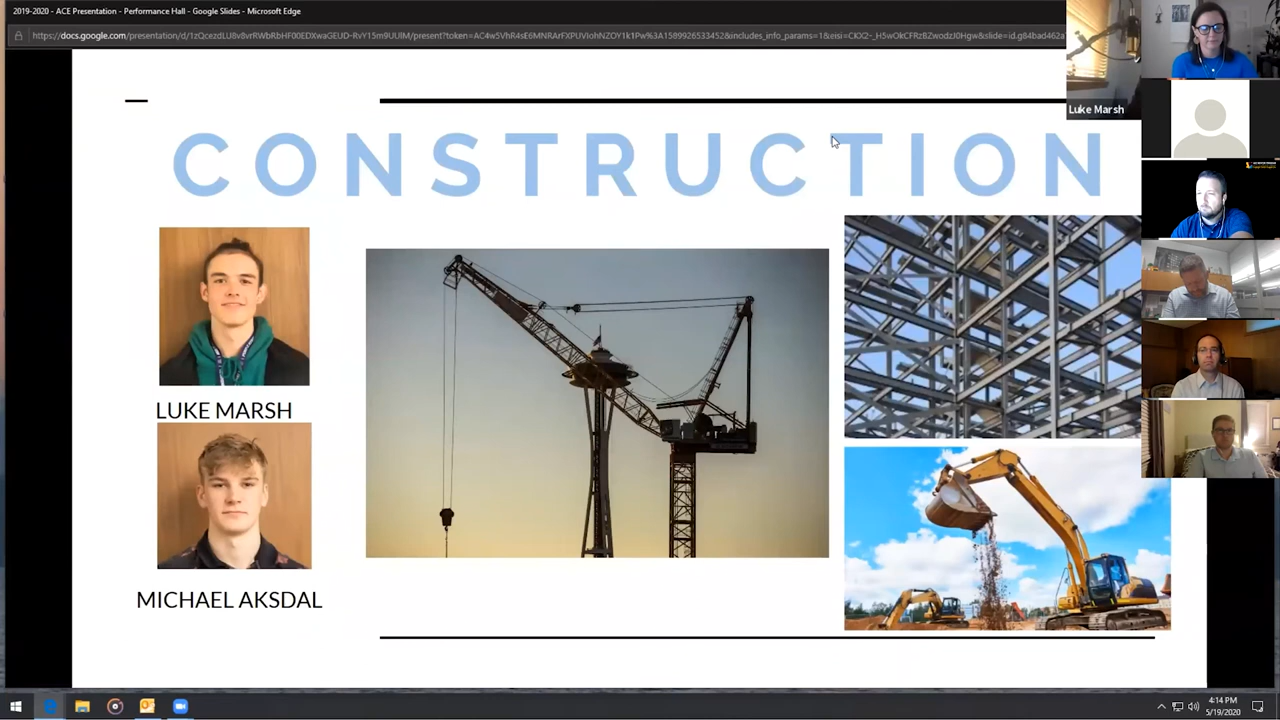 2019-2020 - ACE Presentation - Performance Hall - Google Slides - Microsoft Edge
Luke Marsh
CONSTRUCTION
LUKE MARSH
MICHAEL AKSDAL
4:14 PM
5/19/2020